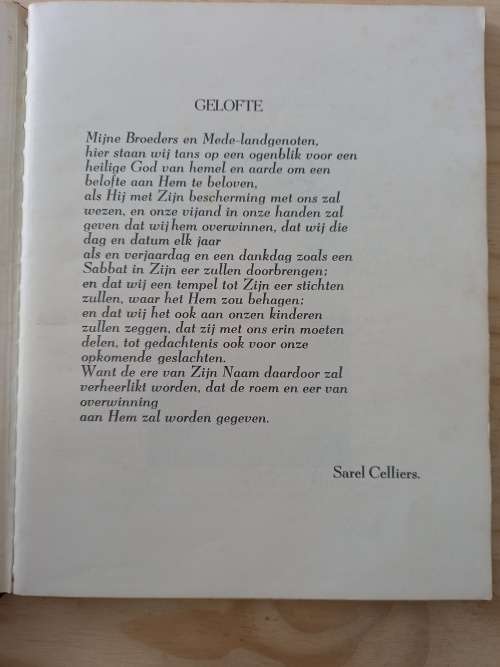 GELOFTE
Mijne Broeders en Mede-landgenoten,
hier staan wij tans op een ogenblik voor een
heilige God van hemel en aarde om een
belofte aan Hem te beloven,
als Hij met Zijn bescherming met ons zal
wezen, en onze vijand in onze handen zal
geven dat wij hem overwinnen, dat wij die
dag en datum elk jaar
als en verjaardag en een dankdag zoals een
Sabbat in Zijn eer zullen doorbrengen;
en dat wij een tempel tot Zijn eer stichten
zullen, waar het Hem zou behagen;
en dat wij het ook aan onzen kinderen
zullen zeggen, dat zij met ons erin moeten
delen, tot gedachtenis ook voor onze
opkomende geslachten.
Want de ere van Zijn Naam daardoor zal
verheerlikt worden, dat de roem en eer van
overwinning
aan Hem zal worden gegeven.
Sarel Celliers.